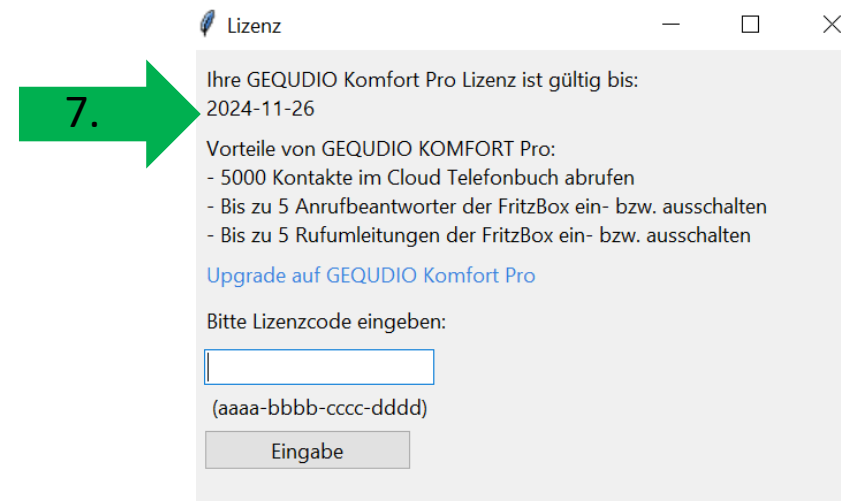 Lizenz
Ihre GEQUDIO Komfort Pro Lizenz ist gültig bis:
7.
2024-11-26
Vorteile von GEQUDIO KOMFORT Pro:
- 5000 Kontakte im Cloud Telefonbuch abrufen
- Bis zu 5 Anrufbeantworter der FritzBox ein- bzw. ausschalten
- Bis zu 5 Rufumleitungen der FritzBox ein- bzw. ausschalten
Upgrade auf GEQUDIO Komfort Pro
Bitte Lizenzcode eingeben:
(aaaa-bbbb-cccc-dddd)
Eingabe